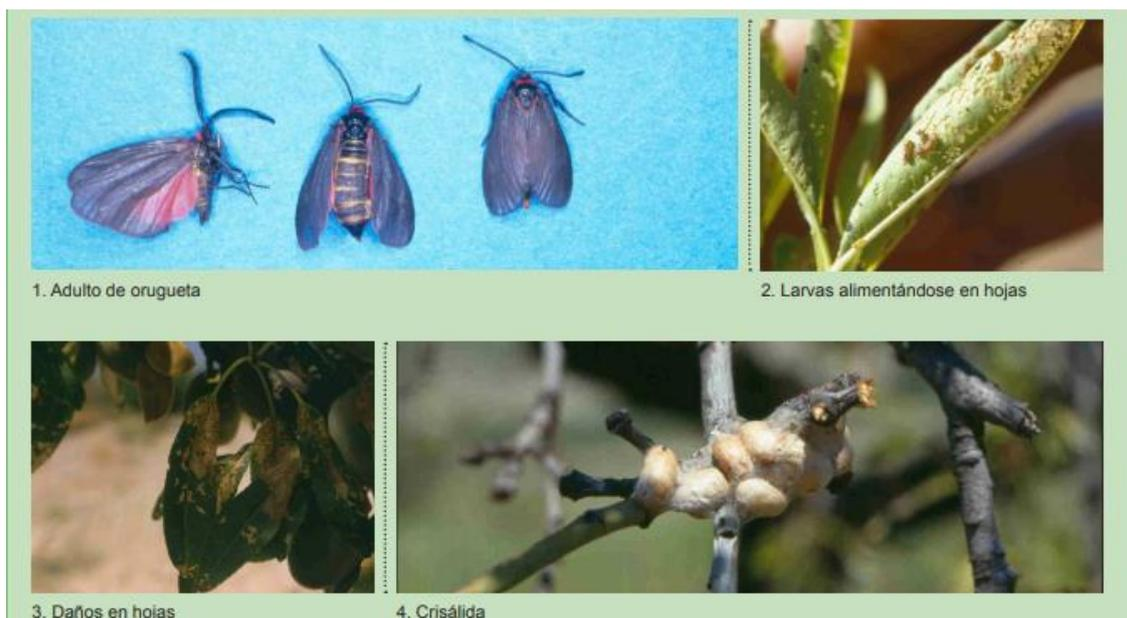 1. Adulto de orugueta
2. Larvas alimentándose en hojas
3. Daños en hojas
4. Crisálida